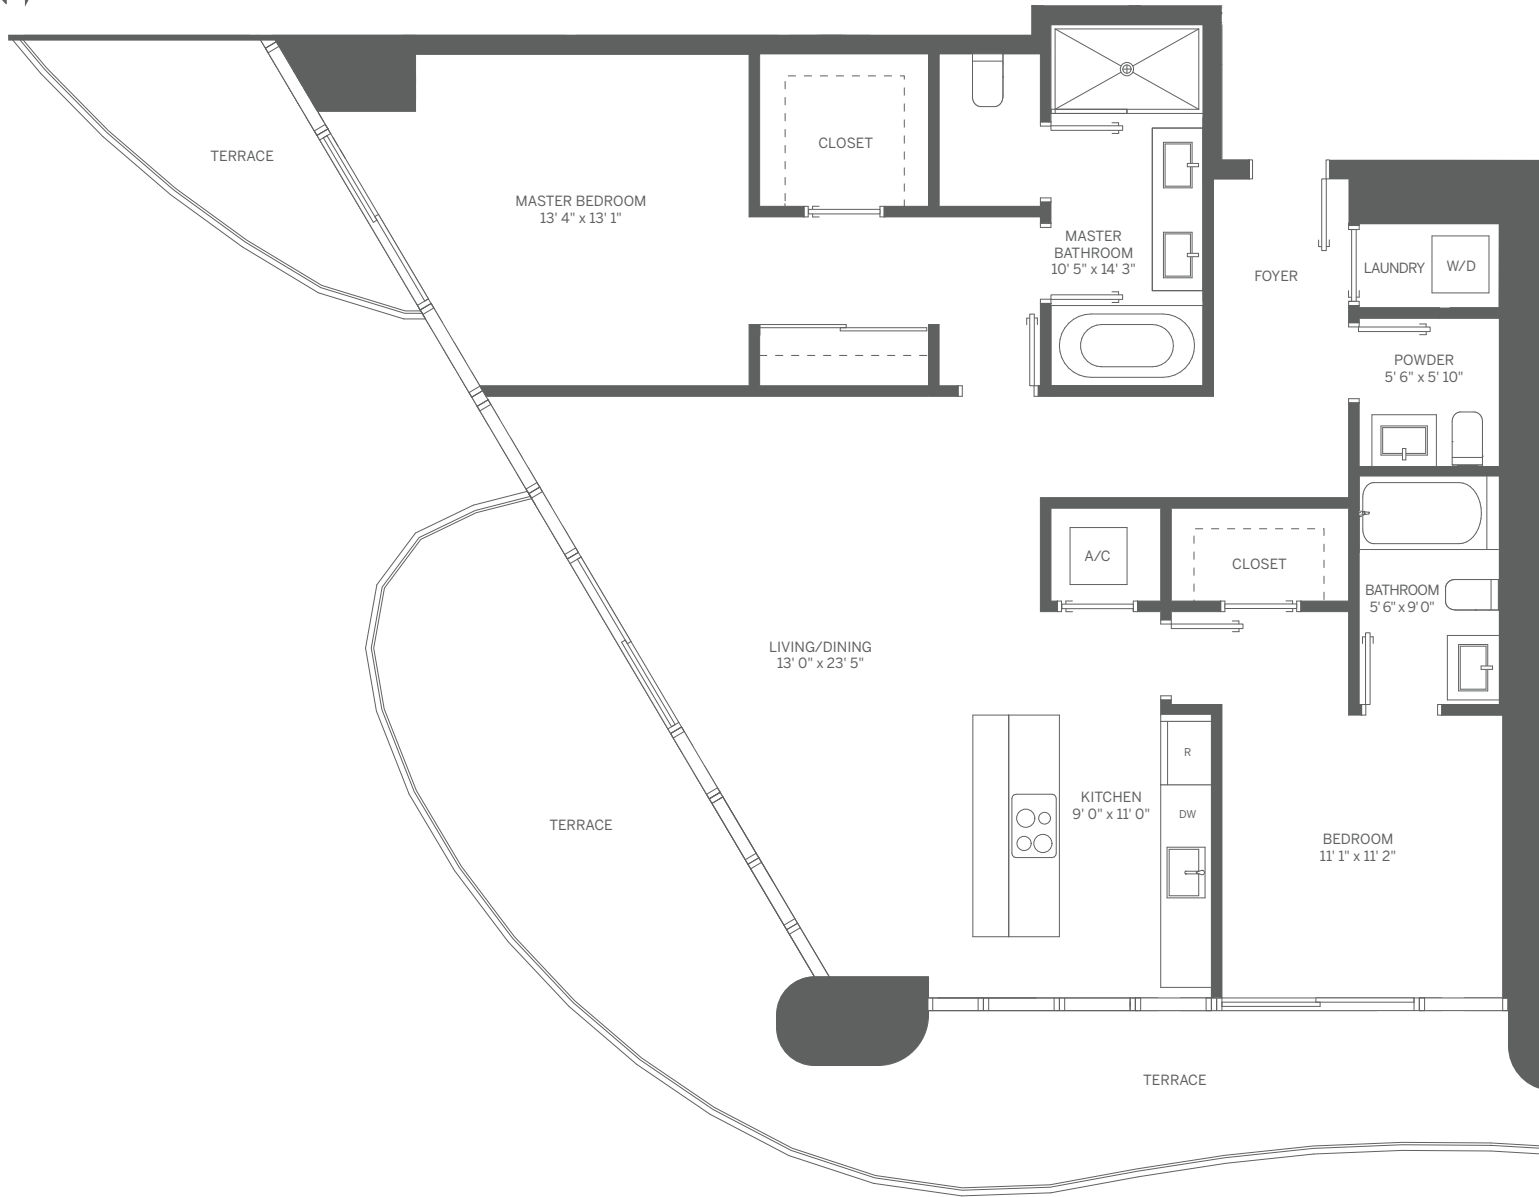 TERRACE
MASTER BEDROOM
13' 4" x 13' 1"
CLOSET
MASTER
BATHROOM
10' 5" x 14' 3"
FOYER
LAUNDRY
W/D
POWDER
5' 6" x 5' 10"
A/C
CLOSET
BATHROOM
5' 6" x 9' 0"
LIVING/DINING
13' 0" x 23' 5"
R
KITCHEN
9' 0" x 11' 0"
DW
TERRACE
BEDROOM
11' 1" x 11' 2"
TERRACE